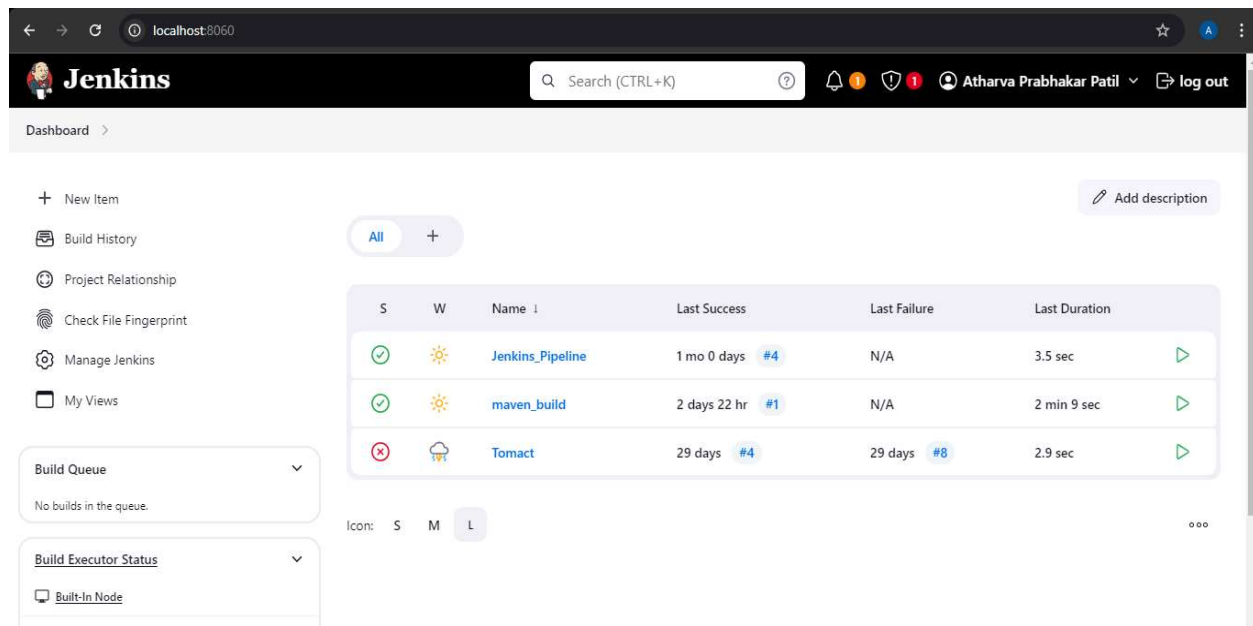 localhost:8060
A
Jenkins
Search (CTRL+K)
?
1
1
Atharva Prabhakar Patil
log out
Dashboard
New Item
Build History
Project Relationship
Check File Fingerprint
Manage Jenkins
My Views
Build Queue
No builds in the queue.
Build Executor Status
Built-In Node
Add description
All +
S W Name ↓ Last Success Last Failure Last Duration
Jenkins_Pipeline 1 mo 0 days #4 N/A 3.5 sec
maven_build 2 days 22 hr #1 N/A 2 min 9 sec
Tomact 29 days #4 29 days #8 2.9 sec
Icon: S M L